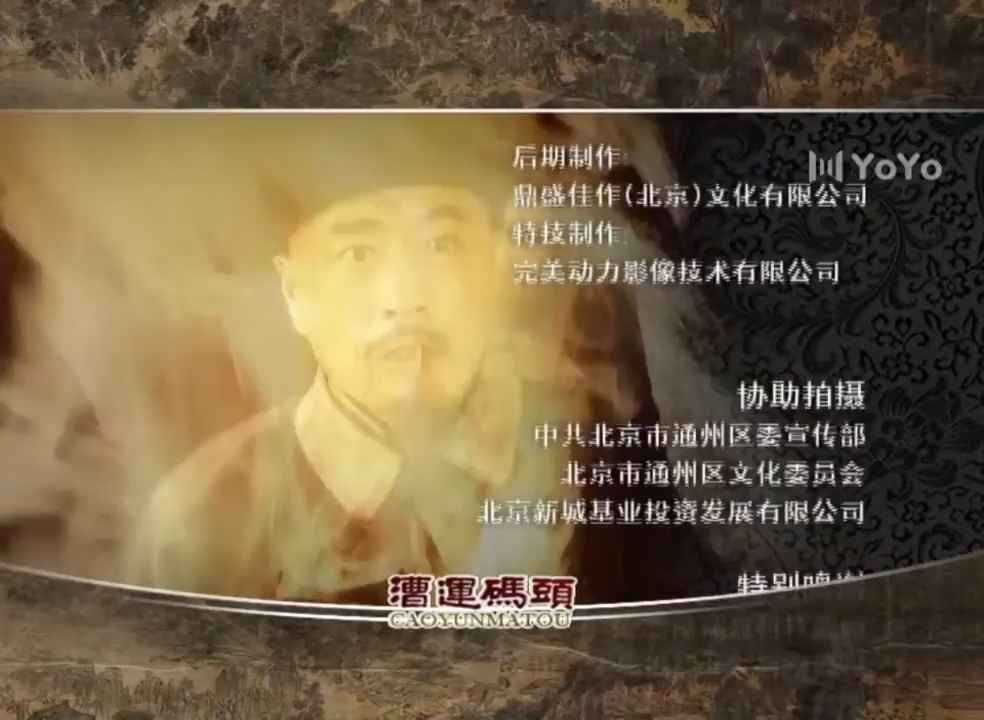 后期制作:
YoYo
鼎盛佳作(北京)文化有限公司
特技制作:
完美动力影像技术有限公司
协助拍摄
中共北京市通州区委宣传部
北京市通州区文化委员会
北京新城基业投资发展有限公司
特别鸣谢
漕運碼頭
CAOYUNMATOU